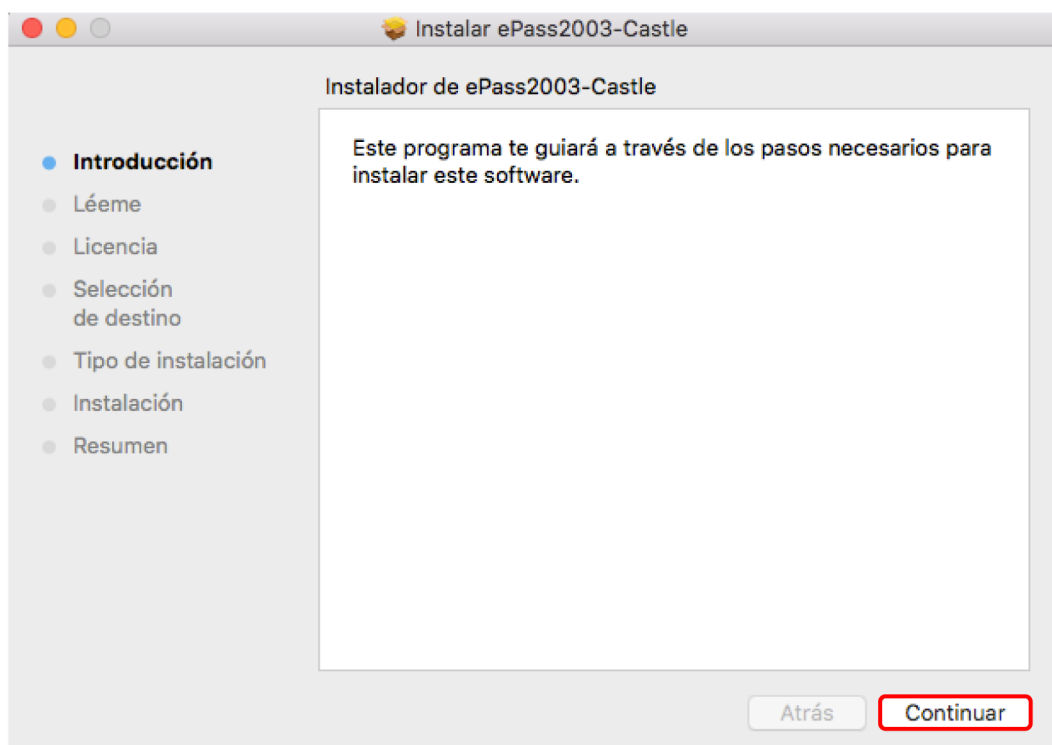 Instalar ePass2003-Castle
Instalador de ePass2003-Castle
Introducción
Léeme
Licencia
Selección
de destino
Tipo de instalación
Instalación
Resumen
Este programa te guiará a través de los pasos necesarios para
instalar este software.
Atrás
Continuar